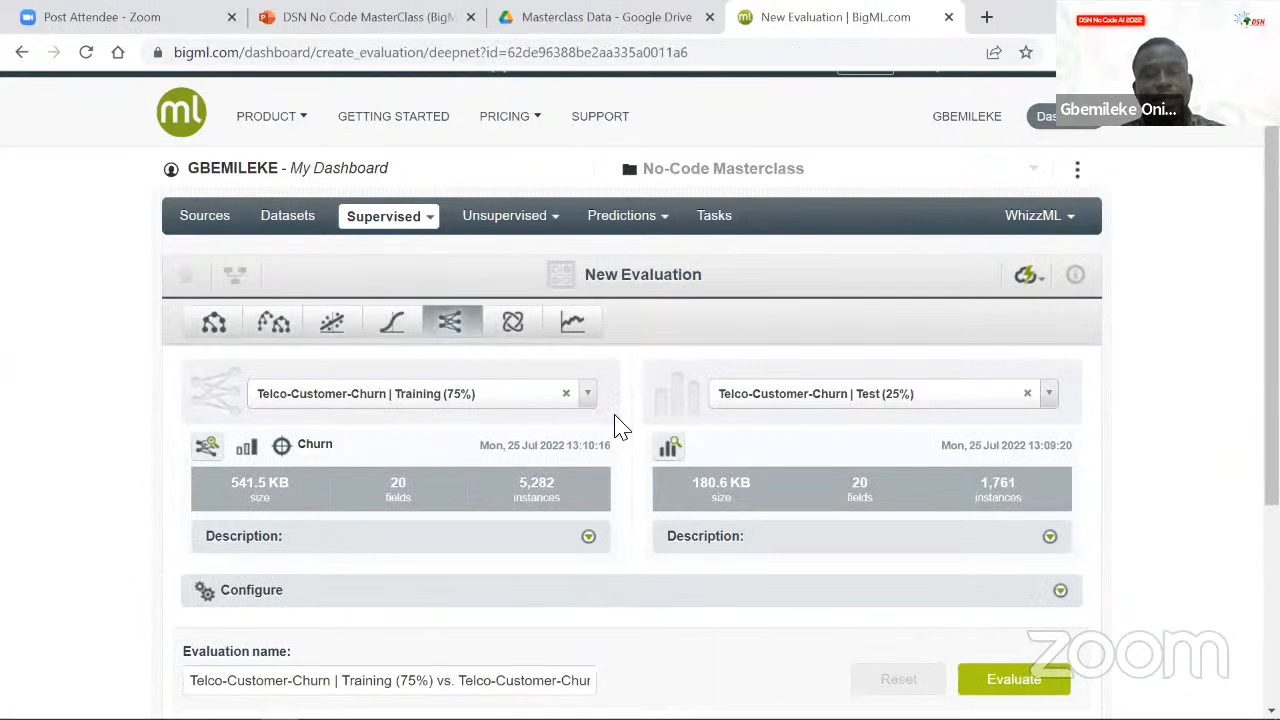 Post Attendee - Zoom
DSN No Code Masterclass BigML
Masterclass Data - Google Drive
New Evaluation | BigML.com
DSN No Code AI 2022
DSN
bigml.com/dashboard/create_evaluation/deepnet?id=62de96388be2aa335a0011a6
Gbemileke Oni...
ml
PRODUCT
GETTING STARTED
PRICING
SUPPORT
GBEMILEKE
GBEMILEKE - My Dashboard
No-Code Masterclass
Sources
Datasets
Supervised
Unsupervised
Predictions
Tasks
WhizzML
New Evaluation
Telco-Customer-Churn | Training (75%)
Telco-Customer-Churn | Test (25%)
Churn
Mon, 25 Jul 2022 13:10:16
Mon, 25 Jul 2022 13:09:20
541.5 KB
20
5,282
180.6 KB
20
1,761
size
fields
instances
size
fields
instances
Description:
Description:
Configure
Evaluation name:
Telco-Customer-Churn | Training (75%) vs. Telco-Customer-Chur
Reset
Evaluate
zoom